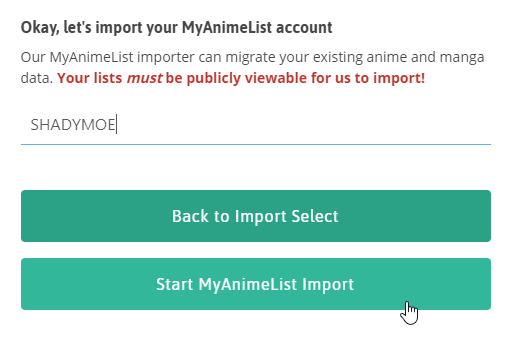 Okay, let's import your MyAnimeList account
Our MyAnimeList importer can migrate your existing anime and manga
data. Your lists must be publicly viewable for us to import!
SHADYMOE
Back to Import Select
Start MyAnimeList Import